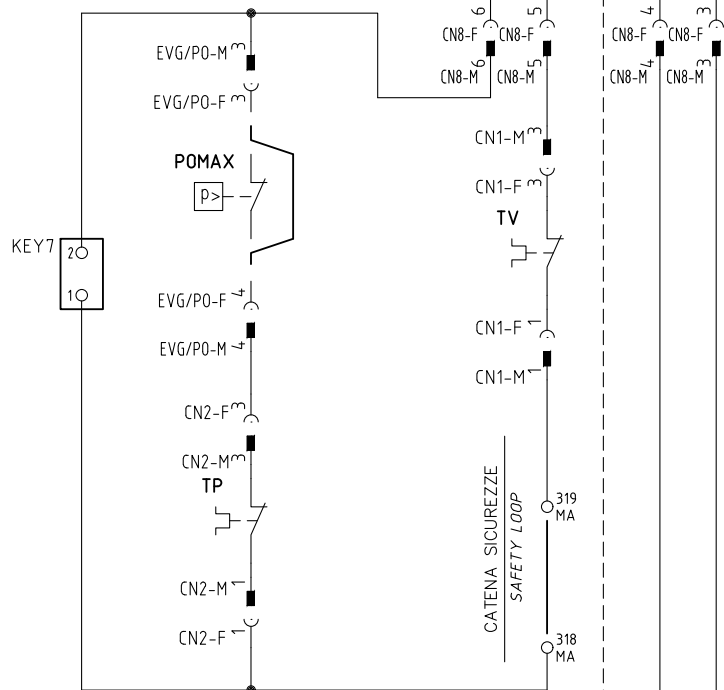 6 5 4 3
CN8-F CN8-F CN8-F CN8-F
6 5 4 3
CN8-M CN8-M CN8-M CN8-M
EVG/PO-M 3
EVG/PO-F 3
POMAX
P>
CN1-M 3
CN1-F 3
TV
KEY7
2
1
EVG/PO-F 4
EVG/PO-M 4
CN1-F 1
CN1-M 1
CN2-F 3
CN2-M 3
TP
CN2-M 1
CN2-F 1
CATENA SICUREZZE
SAFETY LOOP
319
MA
318
MA